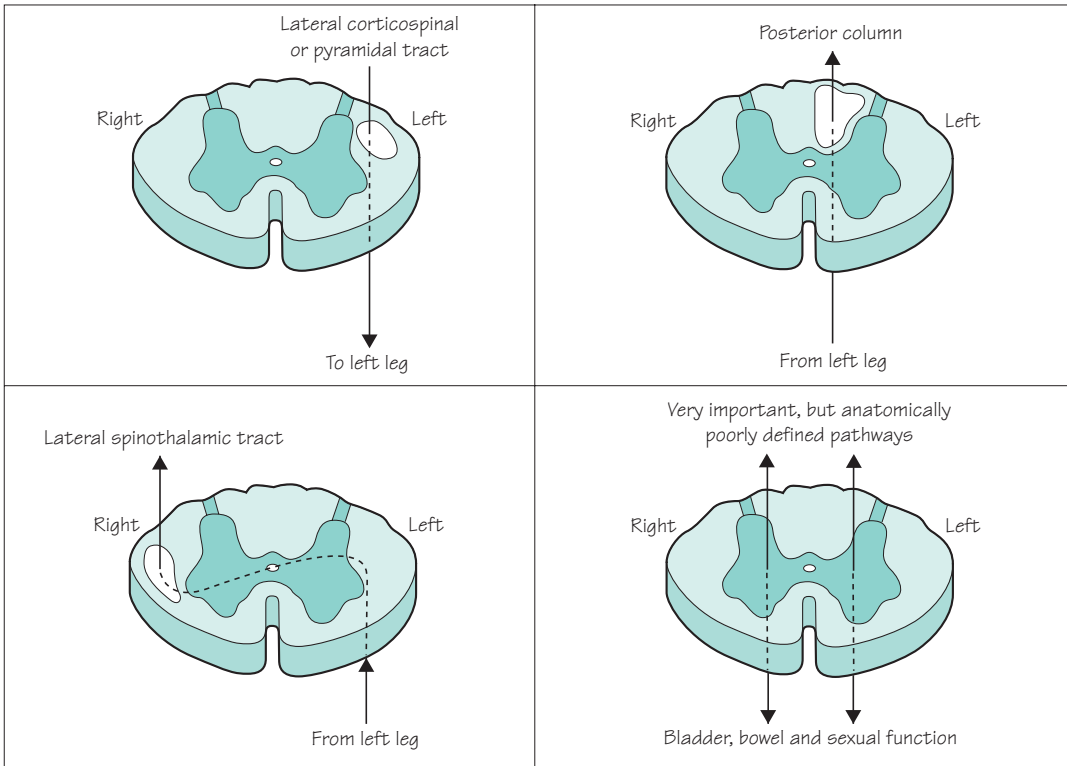 Lateral corticospinal
or pyramidal tract
Right
Left
To left leg
Posterior column
Right
Left
From left leg
Lateral spinothalamic tract
Right
Left
From left leg
Very important, but anatomically
poorly defined pathways
Right
Left
Bladder, bowel and sexual function